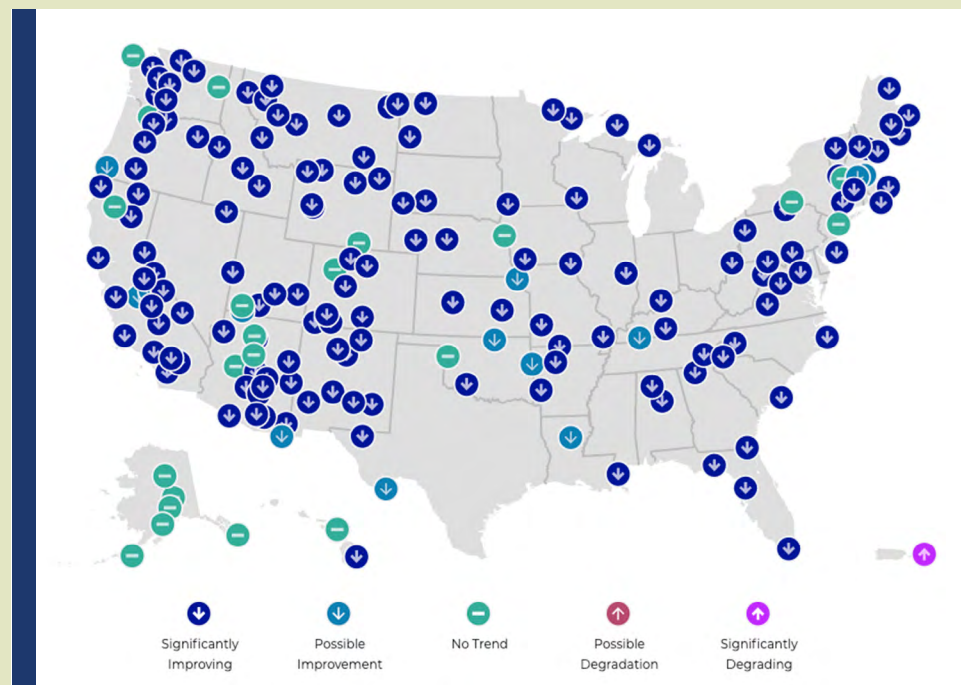 Significantly
Improving
Possible
Improvement
No Trend
Possible
Degradation
Significantly
Degrading